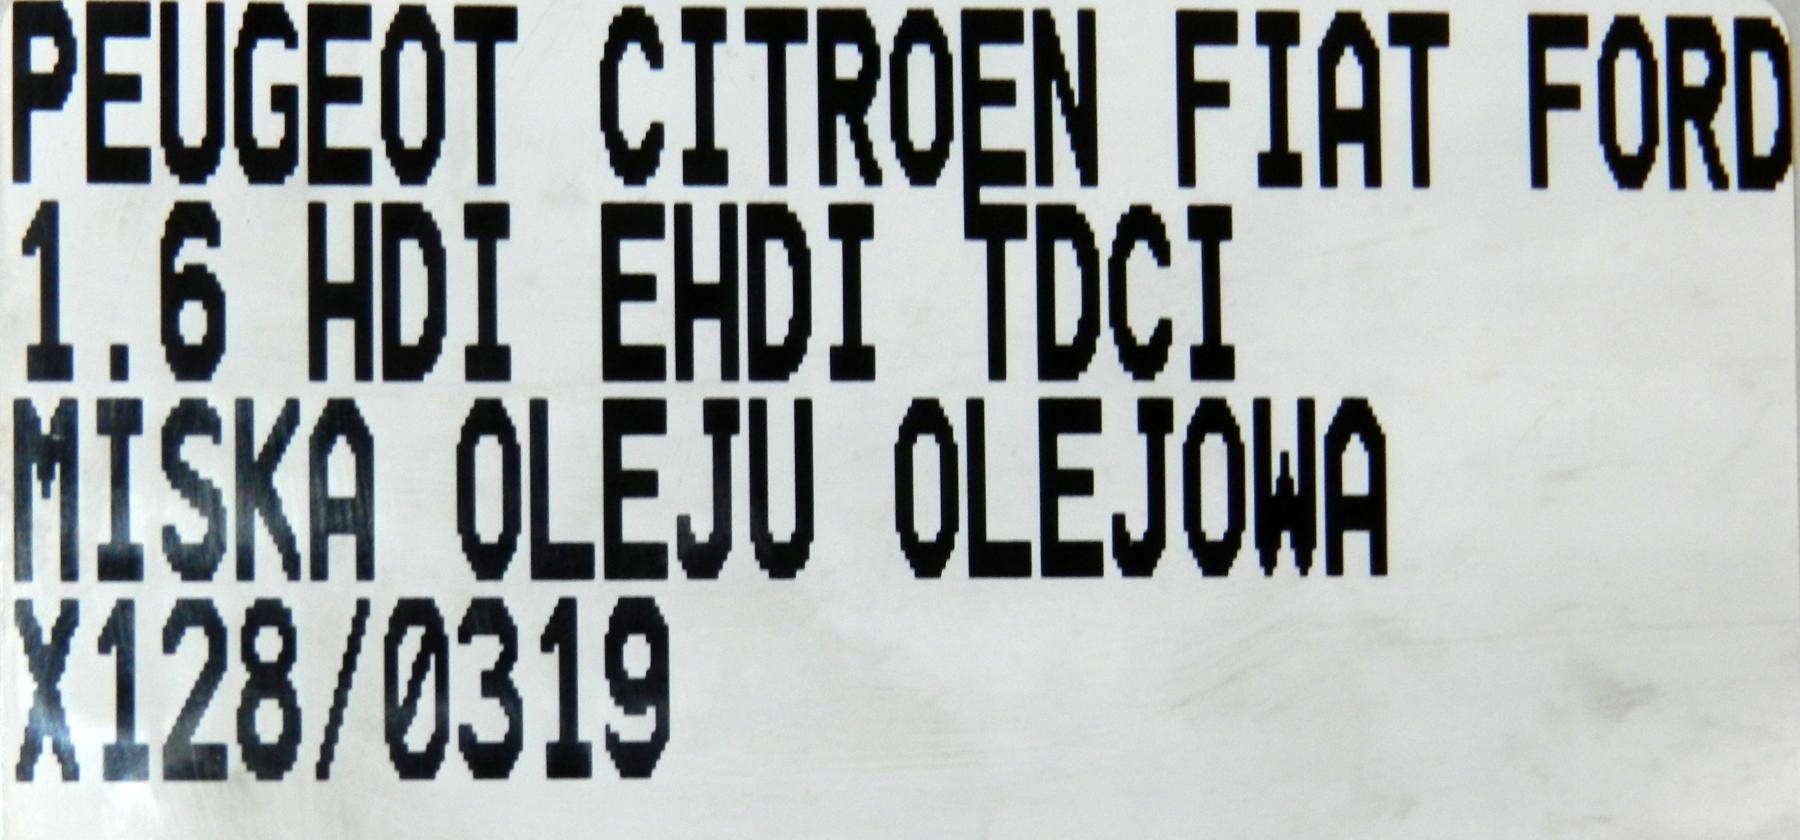 PEUGEOT CITROEN FIAT FORD
1.6 HDI EHDI TDCI
MISKA OLEJU OLEJOWA
X128/0319